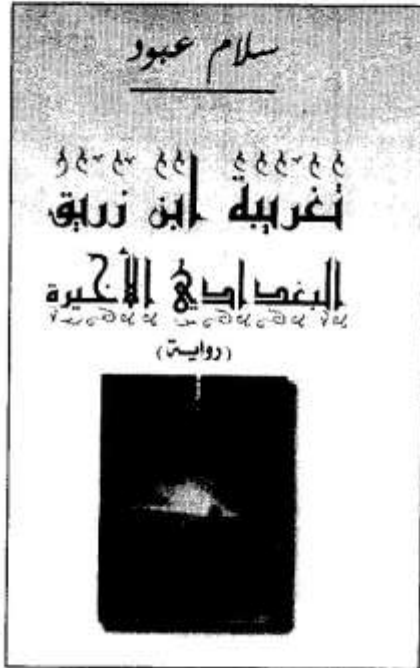 سلام عبود
تغريبة ابن زريق
البغدادي الأخيرة
(رواية)